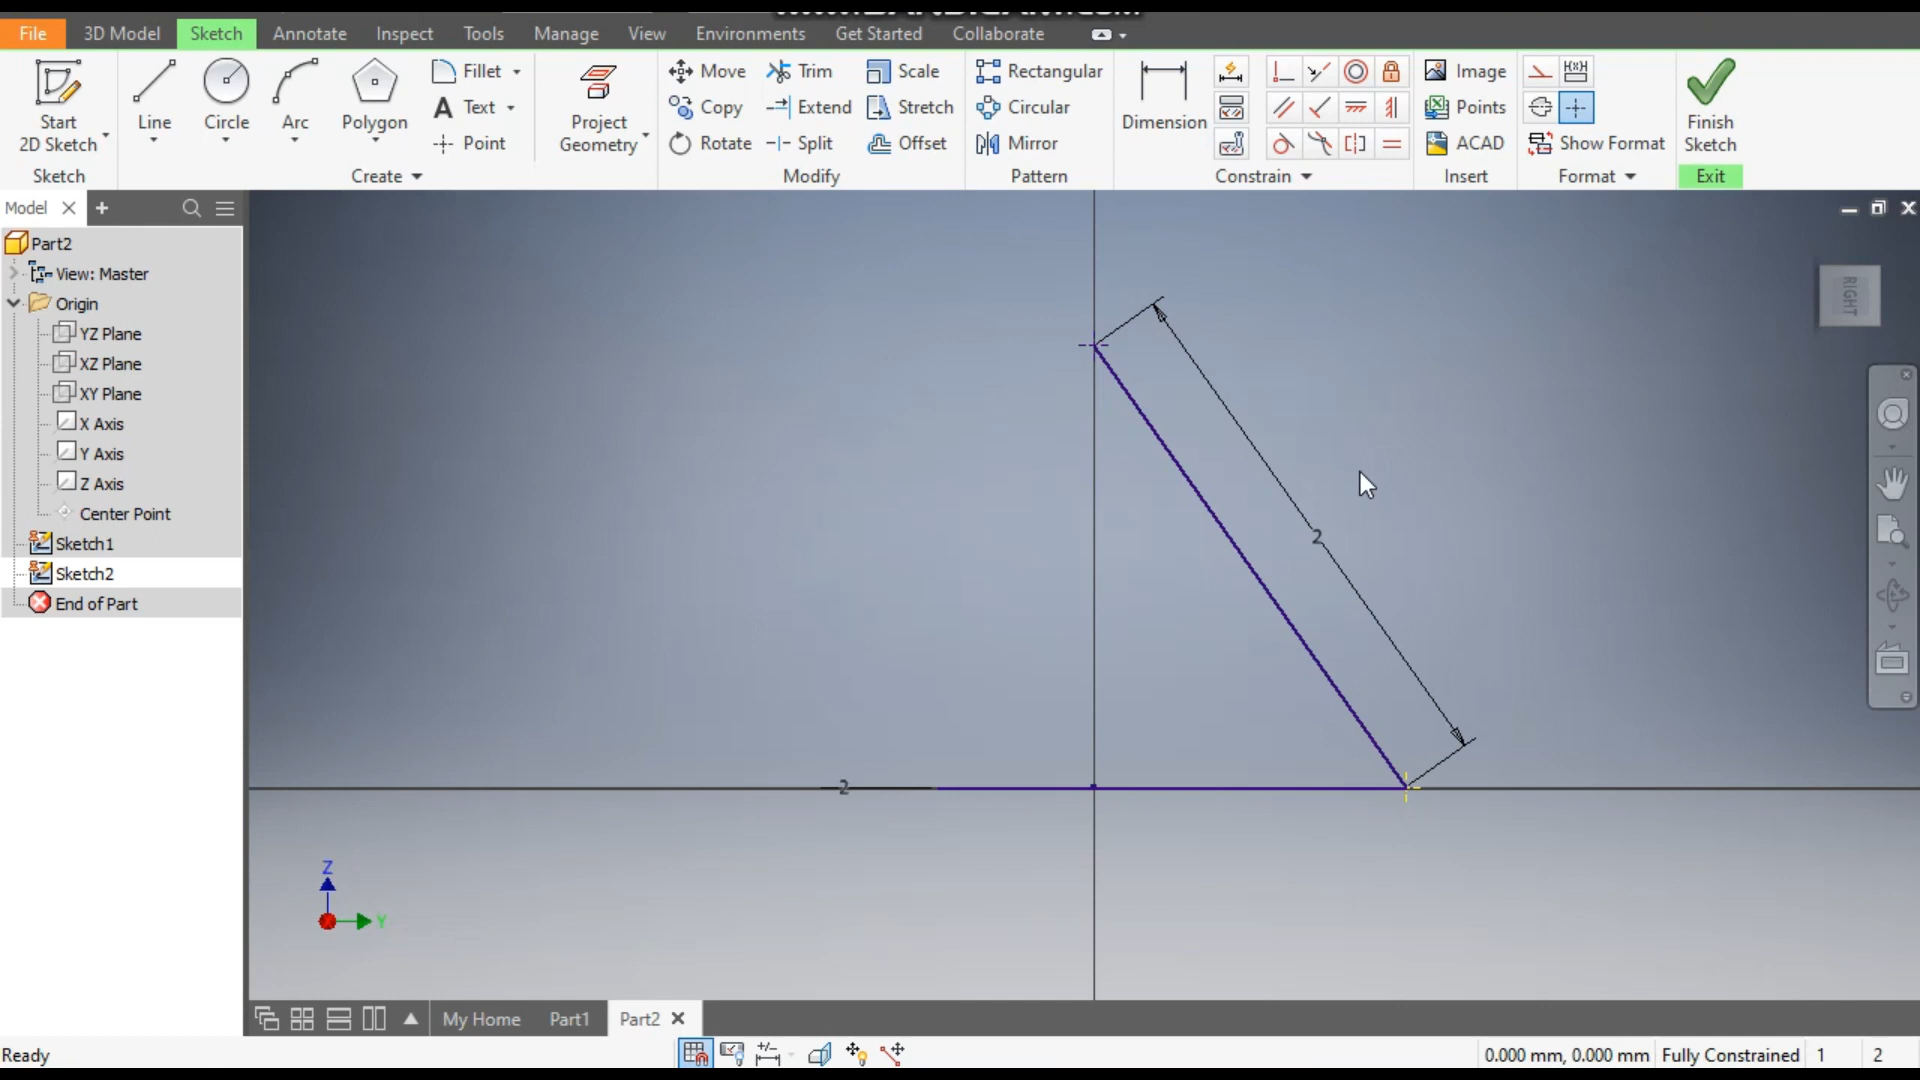 File 3D Model Sketch Annotate Inspect Tools Manage View Environments Get Started Collaborate
Start
2D Sketch
Line
Circle
Arc
Polygon
Fillet
Text
Point
Project
Geometry
Move
Copy
Rotate
Trim
Extend
Split
Scale
Stretch
Offset
Rectangular
Circular
Mirror
Dimension
Image
Points
ACAD
Show Format
Finish
Sketch
Sketch Create Modify Pattern Constrain Insert Format Exit
Model
Part2
View: Master
Origin
YZ Plane
XZ Plane
XY Plane
X Axis
Y Axis
Z Axis
Center Point
Sketch1
Sketch2
End of Part
RIGHT
2
2
Z
Y
My Home Part1 Part2
Ready
0.000 mm, 0.000 mm Fully Constrained 1 2